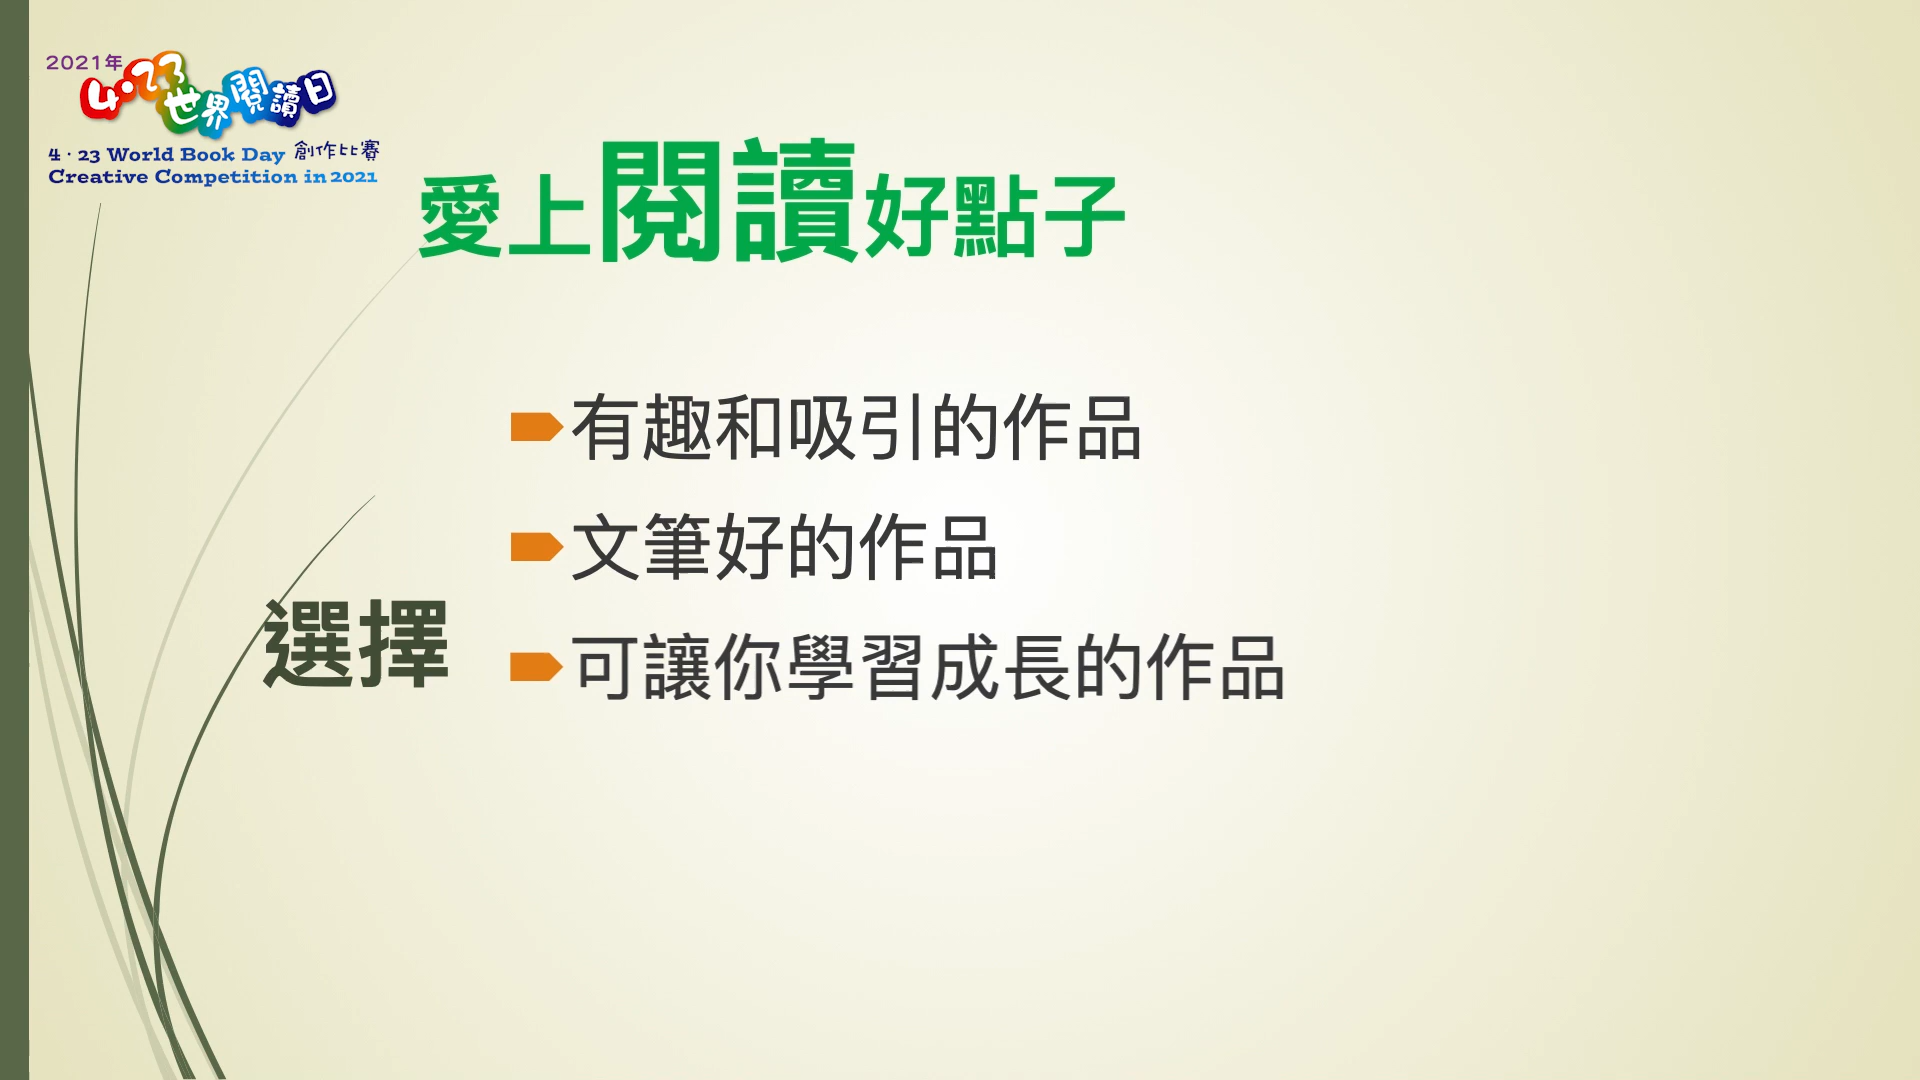 2021年
4·23
世界閱讀日
4·23 World Book Day 創作比賽
Creative Competition in 2021
愛上閱讀好點子
有趣和吸引的作品
文筆好的作品
選擇
可讓你學習成長的作品